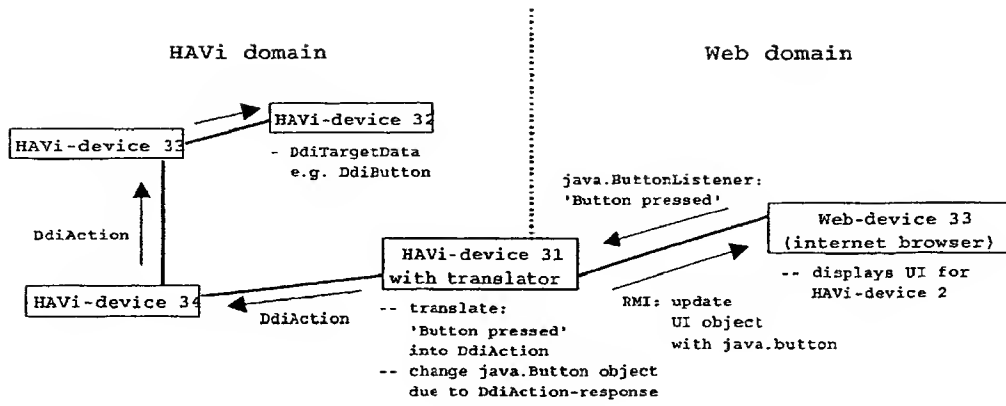 HAVi domain
Web domain
HAVi-device 32
HAVi-device 33
- DdiTargetData
e.g. DdiButton
java.ButtonListener:
'Button pressed'
DdiAction
Web-device 33
(internet browser)
HAVi-device 31
with translator
-- displays UI for
HAVi-device 2
HAVi-device 34
DdiAction
RMI: update
UI object
with java.button
-- translate:
'Button pressed'
into DdiAction
-- change java.Button object
due to DdiAction-response